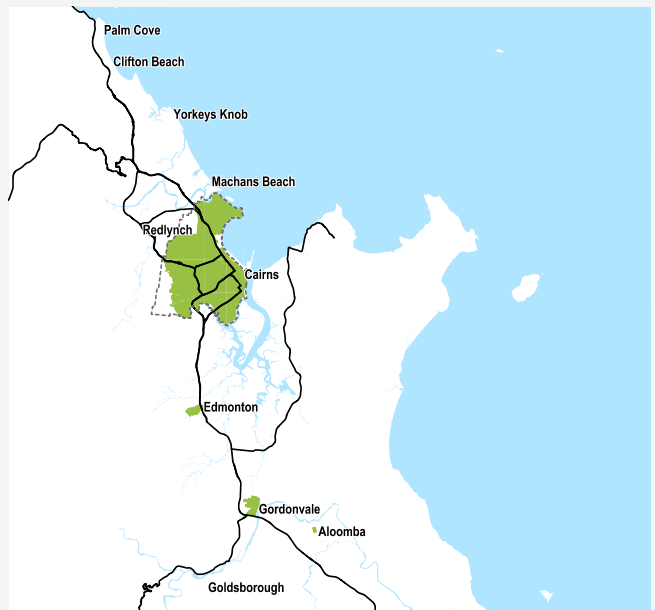 Palm Cove
Clifton Beach
Yorkeys Knob
Machans Beach
Redlynch
Cairns
Edmonton
Gordonvale
Aloomba
Goldsborough